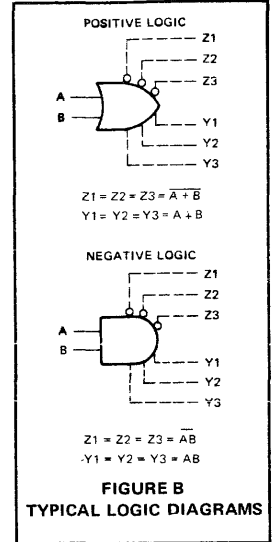 POSITIVE LOGIC
Z1
Z2
Z3
A
B
Y1
Y2
Y3
Z1 = Z2 = Z3 = A̅ ̅+̅ ̅B̅
Y1 = Y2 = Y3 = A + B
NEGATIVE LOGIC
Z1
Z2
Z3
A
B
Y1
Y2
Y3
Z1 = Z2 = Z3 = A̅B̅
-Y1 = Y2 = Y3 = AB
FIGURE B
TYPICAL LOGIC DIAGRAMS